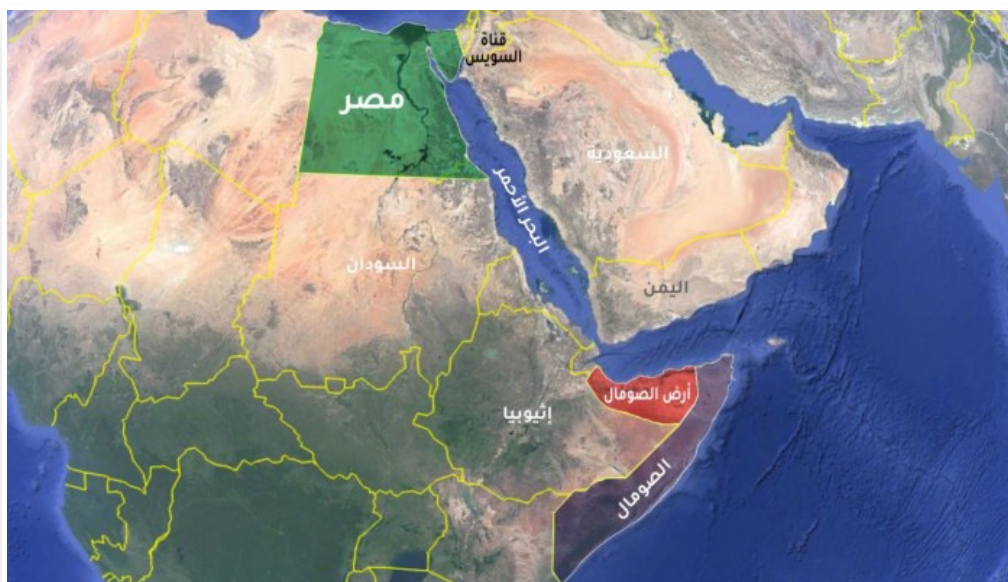 قناة
السويس
مصر
السعودية
البحر الأحمر
السودان
اليمن
أرض الصومال
إثيوبيا
الصومال